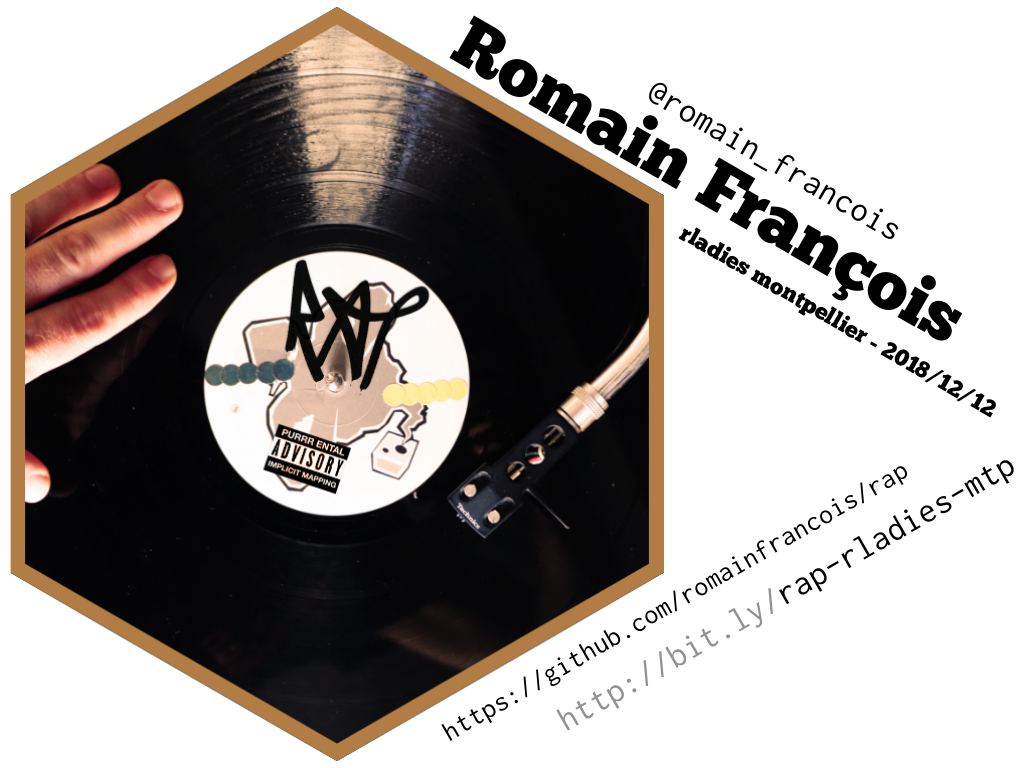 Romain François
@romain_francois
rladies montpellier - 2018/12/12
RAP
PURRR ENTAL
ADVISORY
IMPLICIT MAPPING
Technics
https://github.com/romainfrancois/rap
http://bit.ly/rap-rladies-mtp